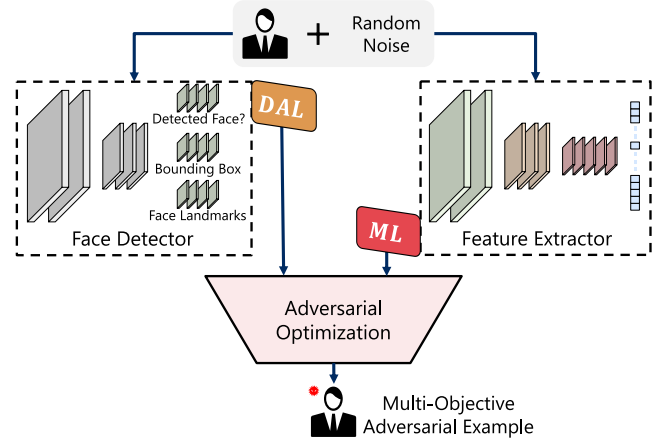 + Random
Noise
Detected Face?
Bounding Box
Face Landmarks
Face Detector
DAL
ML
Feature Extractor
Adversarial
Optimization
Multi-Objective
Adversarial Example